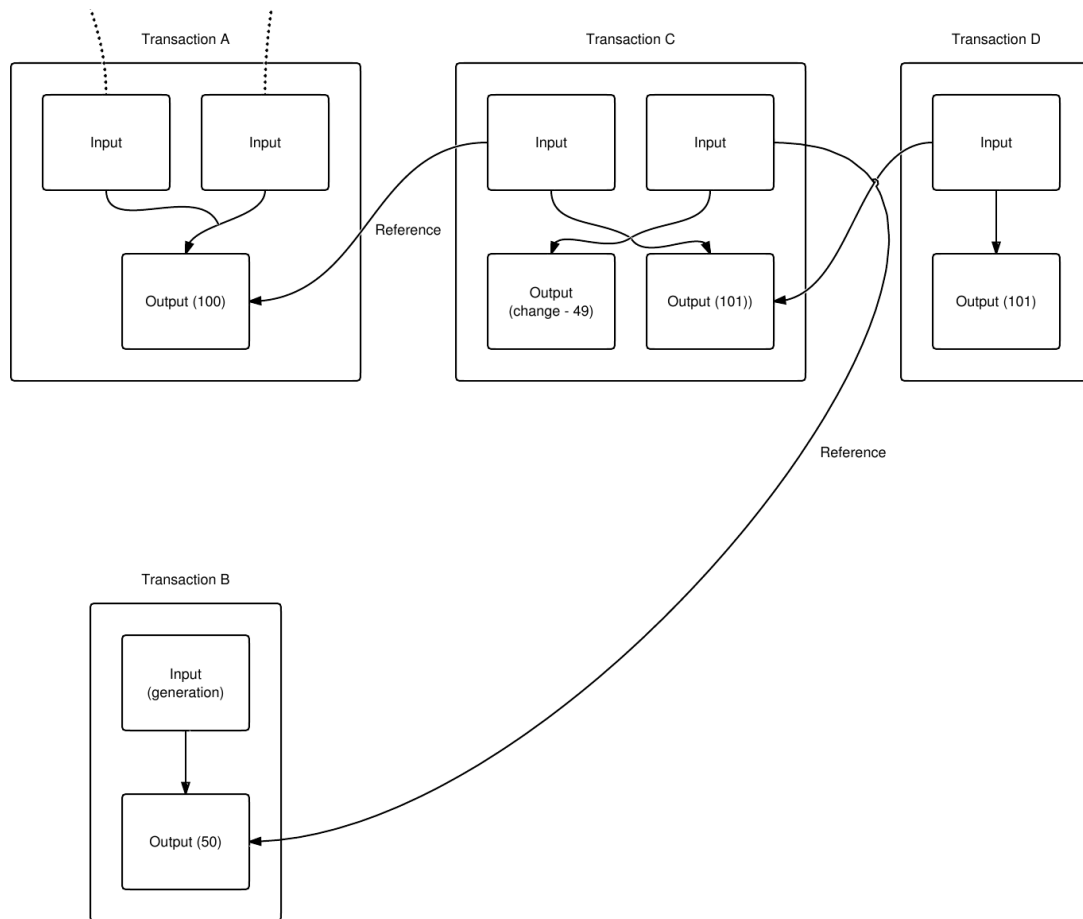 Transaction A
Input
Input
Output (100)
Reference
Transaction C
Input
Input
Output
(change - 49)
Output (101))
Transaction D
Input
Output (101)
Reference
Transaction B
Input
(generation)
Output (50)